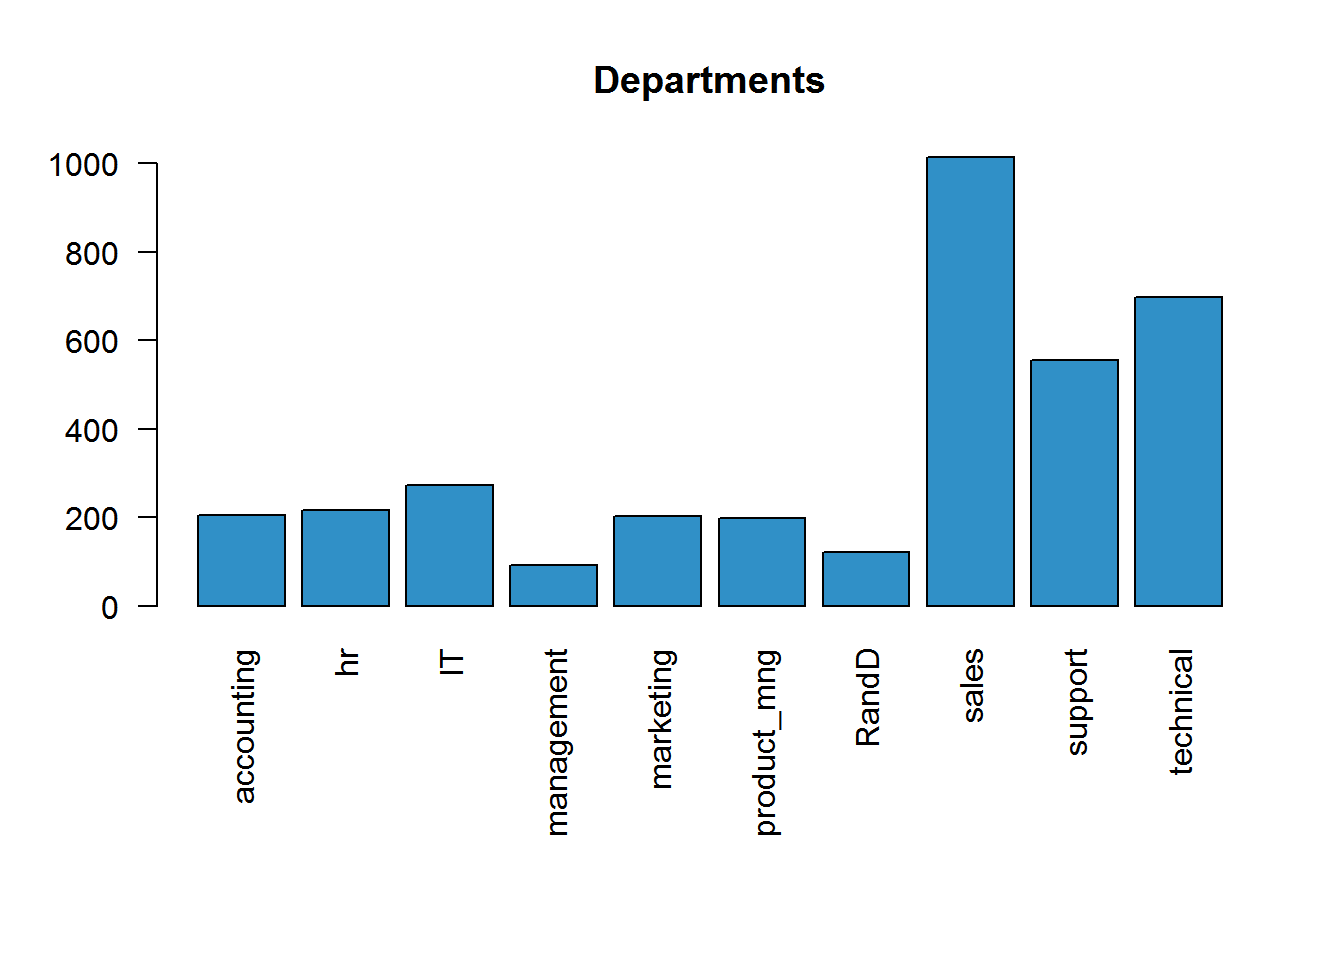 Departments
1000
800
600
400
200
0
accounting
hr
IT
management
marketing
product_mng
RandD
sales
support
technical